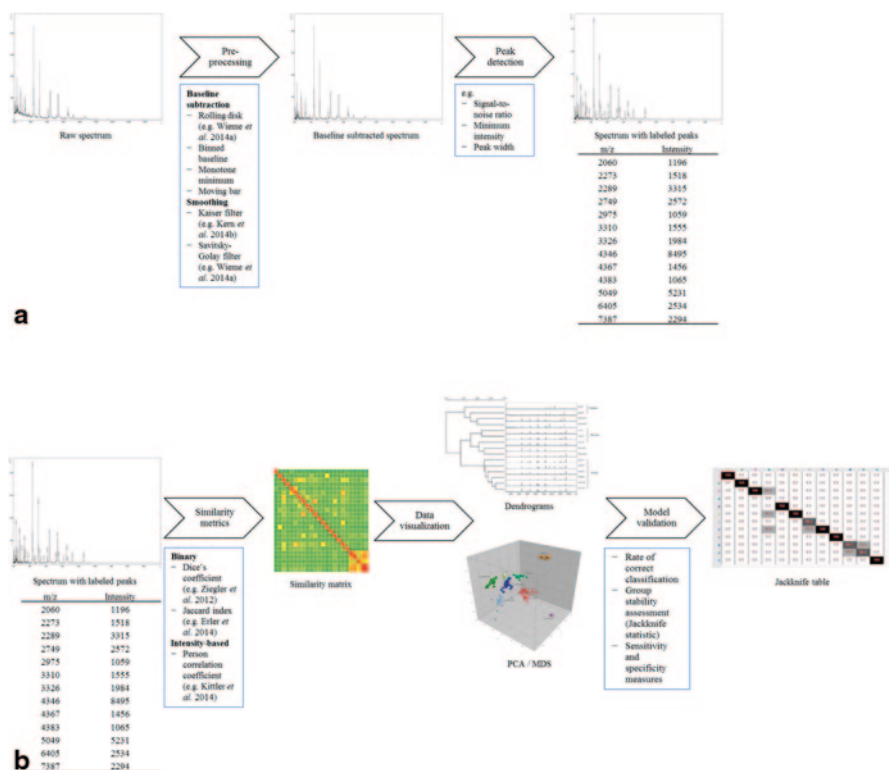 Pre-
processing
Peak
detection
Raw spectrum
Baseline
subtraction
– Rolling disk
(e.g. Wieme et
al. 2014a)
– Binned
baseline
– Monotone
minimum
– Moving bar
Smoothing
– Kaiser filter
(e.g. Kern et
al. 2014b)
– Savitsky-
Golay filter
(e.g. Wieme et
al. 2014a)
Baseline subtracted spectrum
e.g.
– Signal-to-
noise ratio
– Minimum
intensity
– Peak width
Spectrum with labeled peaks
m/z Intensity
2060 1196
2273 1518
2289 3315
2749 2572
2975 1059
3310 1555
3326 1984
4346 8495
4367 1456
4383 1065
5049 5231
6405 2534
7387 2294
a
Spectrum with labeled peaks
m/z Intensity
2060 1196
2273 1518
2289 3315
2749 2572
2975 1059
3310 1555
3326 1984
4346 8495
4367 1456
4383 1065
5049 5231
6405 2534
7387 2294
Similarity
metrics
Binary
– Dice's
coefficient
(e.g. Ziegler et
al. 2012)
– Jaccard index
(e.g. Erler et
al. 2014)
Intensity-based
– Person
correlation
coefficient
(e.g. Kittler et
al. 2014)
Similarity matrix
Data
visualization
Dendrograms
PCA / MDS
Model
validation
– Rate of
correct
classification
– Group
stability
assessment
(Jackknife
statistic)
– Sensitivity
and
specificity
measures
Jackknife table
b